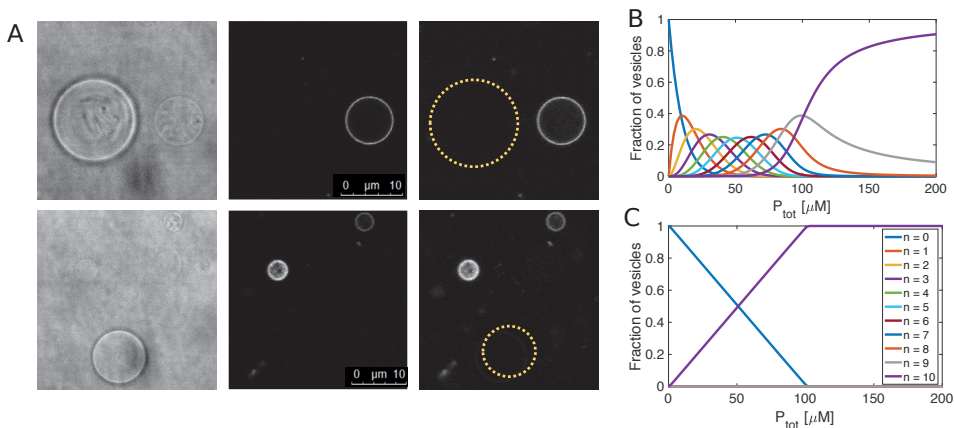 A
0 µm 10
0 µm 10
B
Fraction of vesicles
1
0.8
0.6
0.4
0.2
0
0 50 100 150 200
P_tot [µM]
C
Fraction of vesicles
1
0.8
0.6
0.4
0.2
0
0 50 100 150 200
P_tot [µM]
n = 0
n = 1
n = 2
n = 3
n = 4
n = 5
n = 6
n = 7
n = 8
n = 9
n = 10